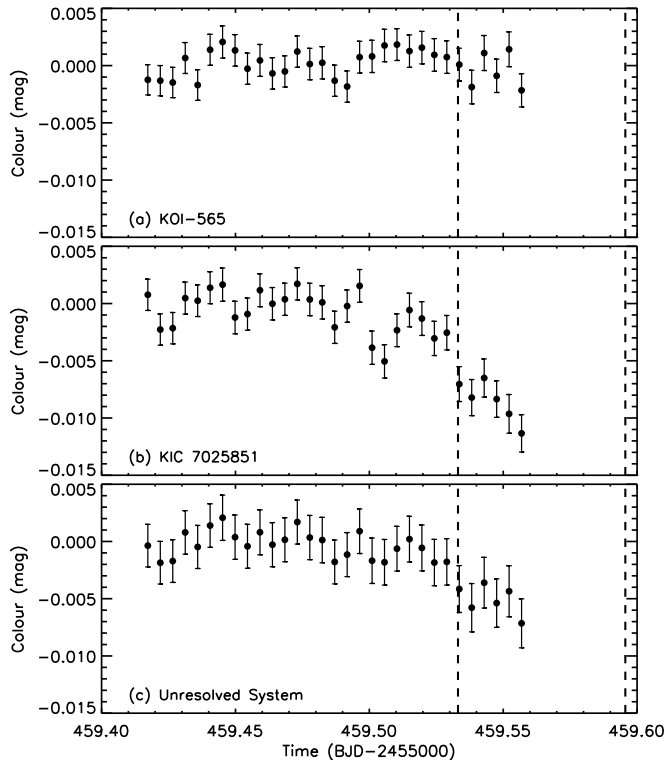 0.005
0.000
−0.005
−0.010
−0.015
Colour (mag)
(a) KOI−565
0.005
0.000
−0.005
−0.010
−0.015
Colour (mag)
(b) KIC 7025851
0.005
0.000
−0.005
−0.010
−0.015
Colour (mag)
(c) Unresolved System
459.40 459.45 459.50 459.55 459.60
Time (BJD−2455000)